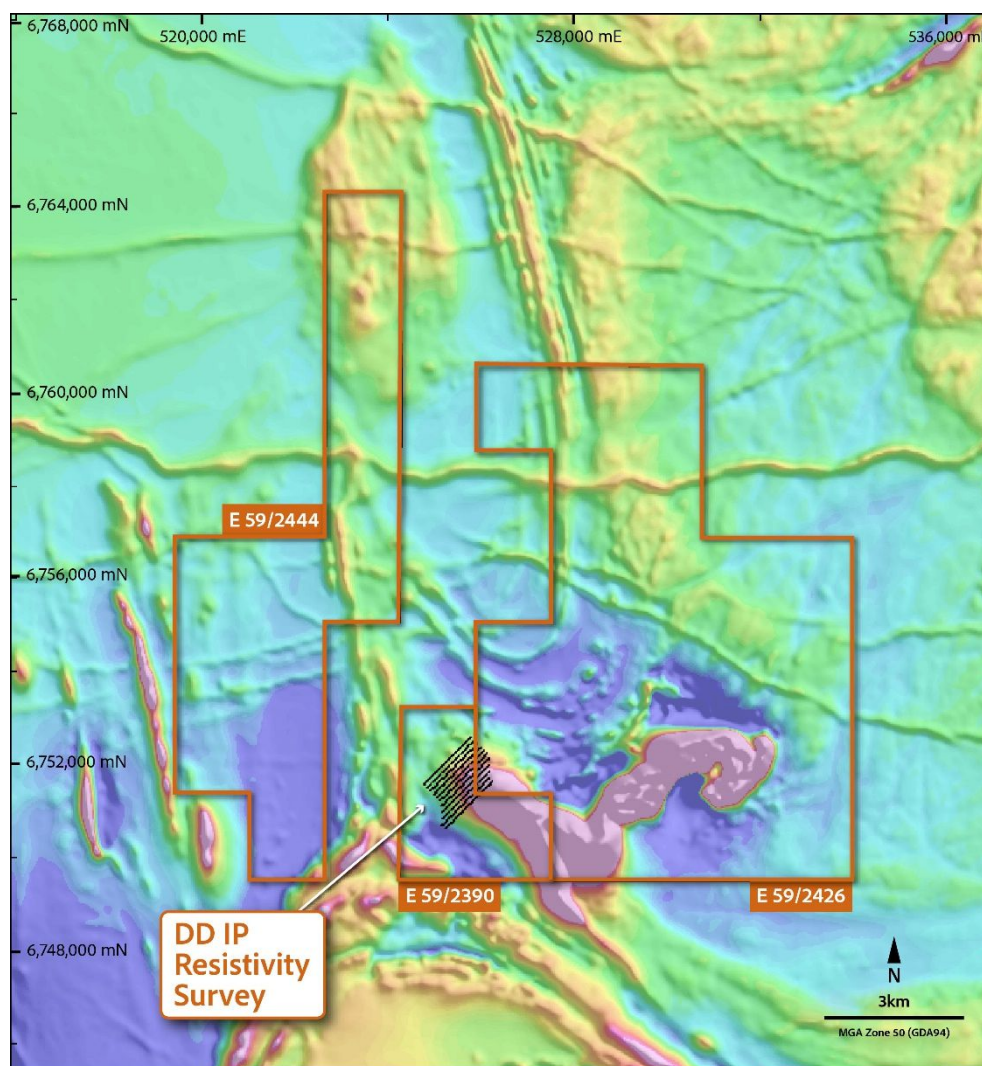 6,768,000 mN
520,000 mE
528,000 mE
536,000 m
6,764,000 mN
6,760,000 mN
E 59/2444
6,756,000 mN
6,752,000 mN
E 59/2390
E 59/2426
DD IP
Resistivity
Survey
6,748,000 mN
N
3km
MGA Zone 50 (GDA94)